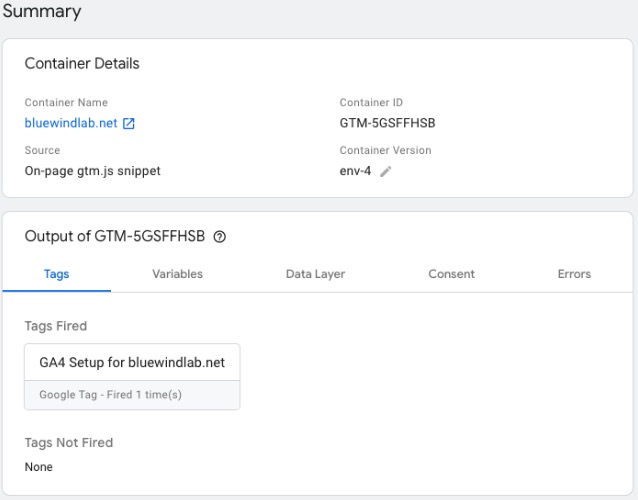 Summary
Container Details
Container Name
bluewindlab.net
Container ID
GTM-5GSFFHSB
Source
On-page gtm.js snippet
Container Version
env-4
Output of GTM-5GSFFHSB
Tags Variables Data Layer Consent Errors
Tags Fired
GA4 Setup for bluewindlab.net
Google Tag - Fired 1 time(s)
Tags Not Fired
None